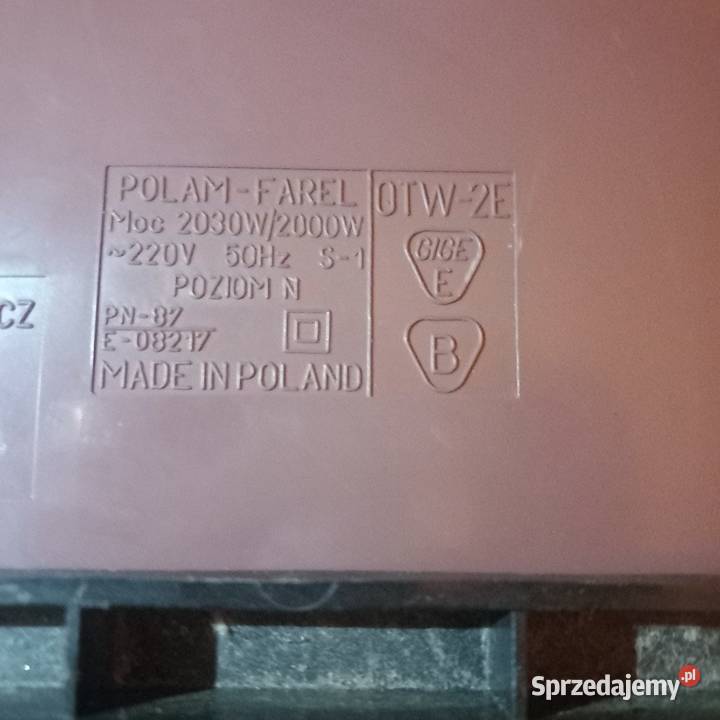 POLAM-FAREL
Moc 2030W/2000W
~220V 50Hz S-1
POZIOM N
PN-87
E-08217
MADE IN POLAND
OTW-2E
GIGE
E
B
CZ
Sprzedajemy.pl